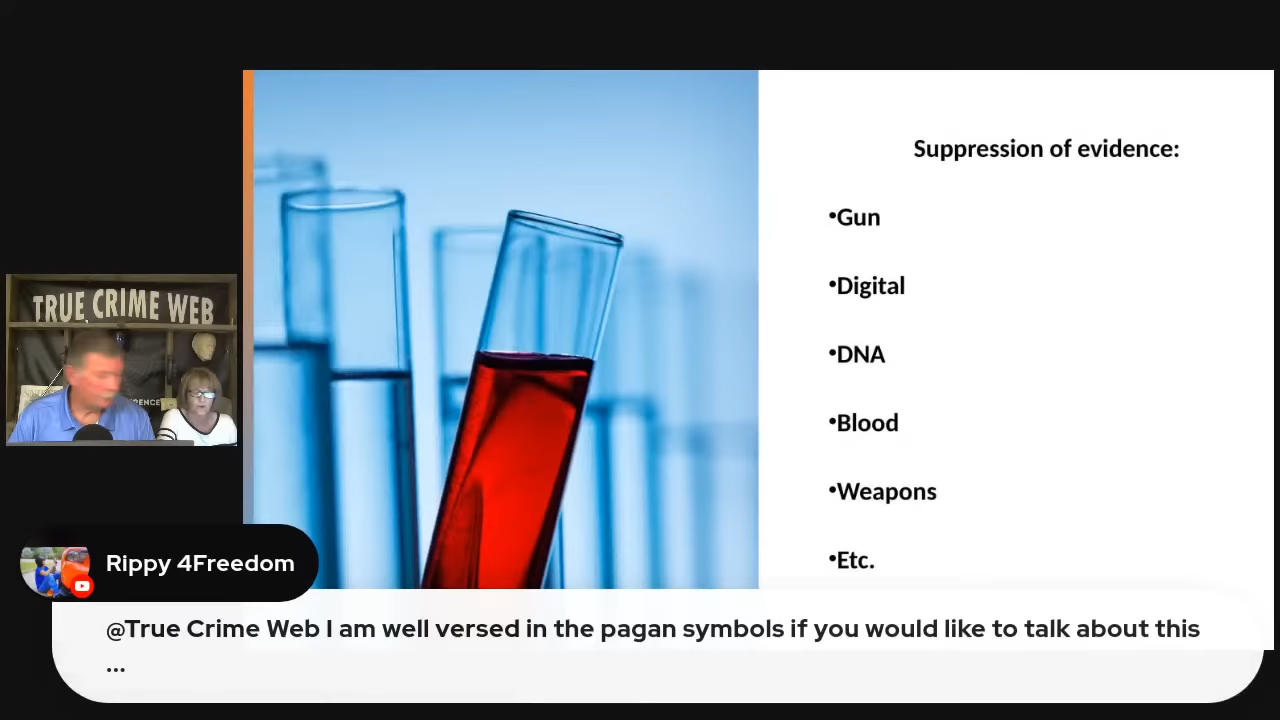 Suppression of evidence:
•Gun
•Digital
•DNA
•Blood
•Weapons
•Etc.
TRUE CRIME WEB
Rippy 4Freedom
@True Crime Web I am well versed in the pagan symbols if you would like to talk about this
...